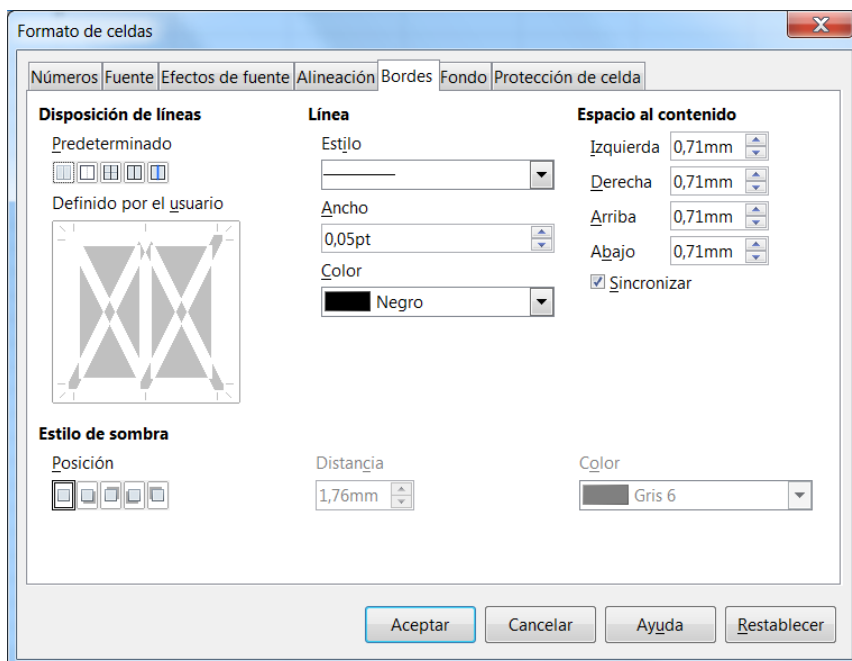 Formato de celdas
Números Fuente Efectos de fuente Alineación Bordes Fondo Protección de celda
Disposición de líneas
Predeterminado
Definido por el usuario
Línea
Estilo
Ancho
0,05pt
Color
Negro
Espacio al contenido
Izquierda 0,71mm
Derecha 0,71mm
Arriba 0,71mm
Abajo 0,71mm
Sincronizar
Estilo de sombra
Posición
Distancia
1,76mm
Color
Gris 6
Aceptar Cancelar Ayuda Restablecer